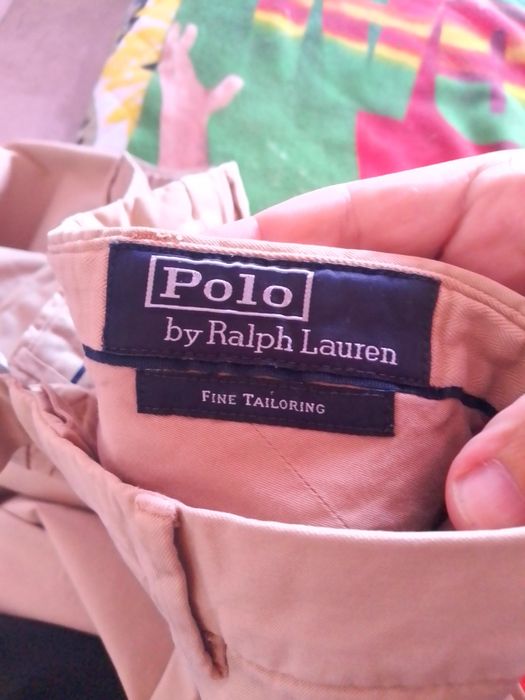 Polo
by Ralph Lauren
FINE TAILORING